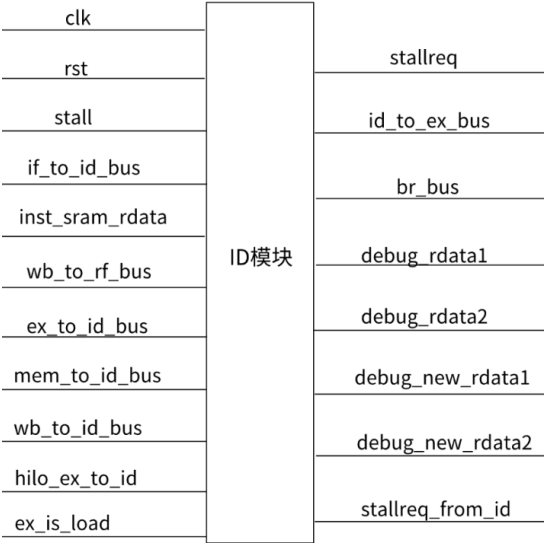 clk
rst
stall
if_to_id_bus
inst_sram_rdata
wb_to_rf_bus
ex_to_id_bus
mem_to_id_bus
wb_to_id_bus
hilo_ex_to_id
ex_is_load
ID模块
stallreq
id_to_ex_bus
br_bus
debug_rdata1
debug_rdata2
debug_new_rdata1
debug_new_rdata2
stallreq_from_id